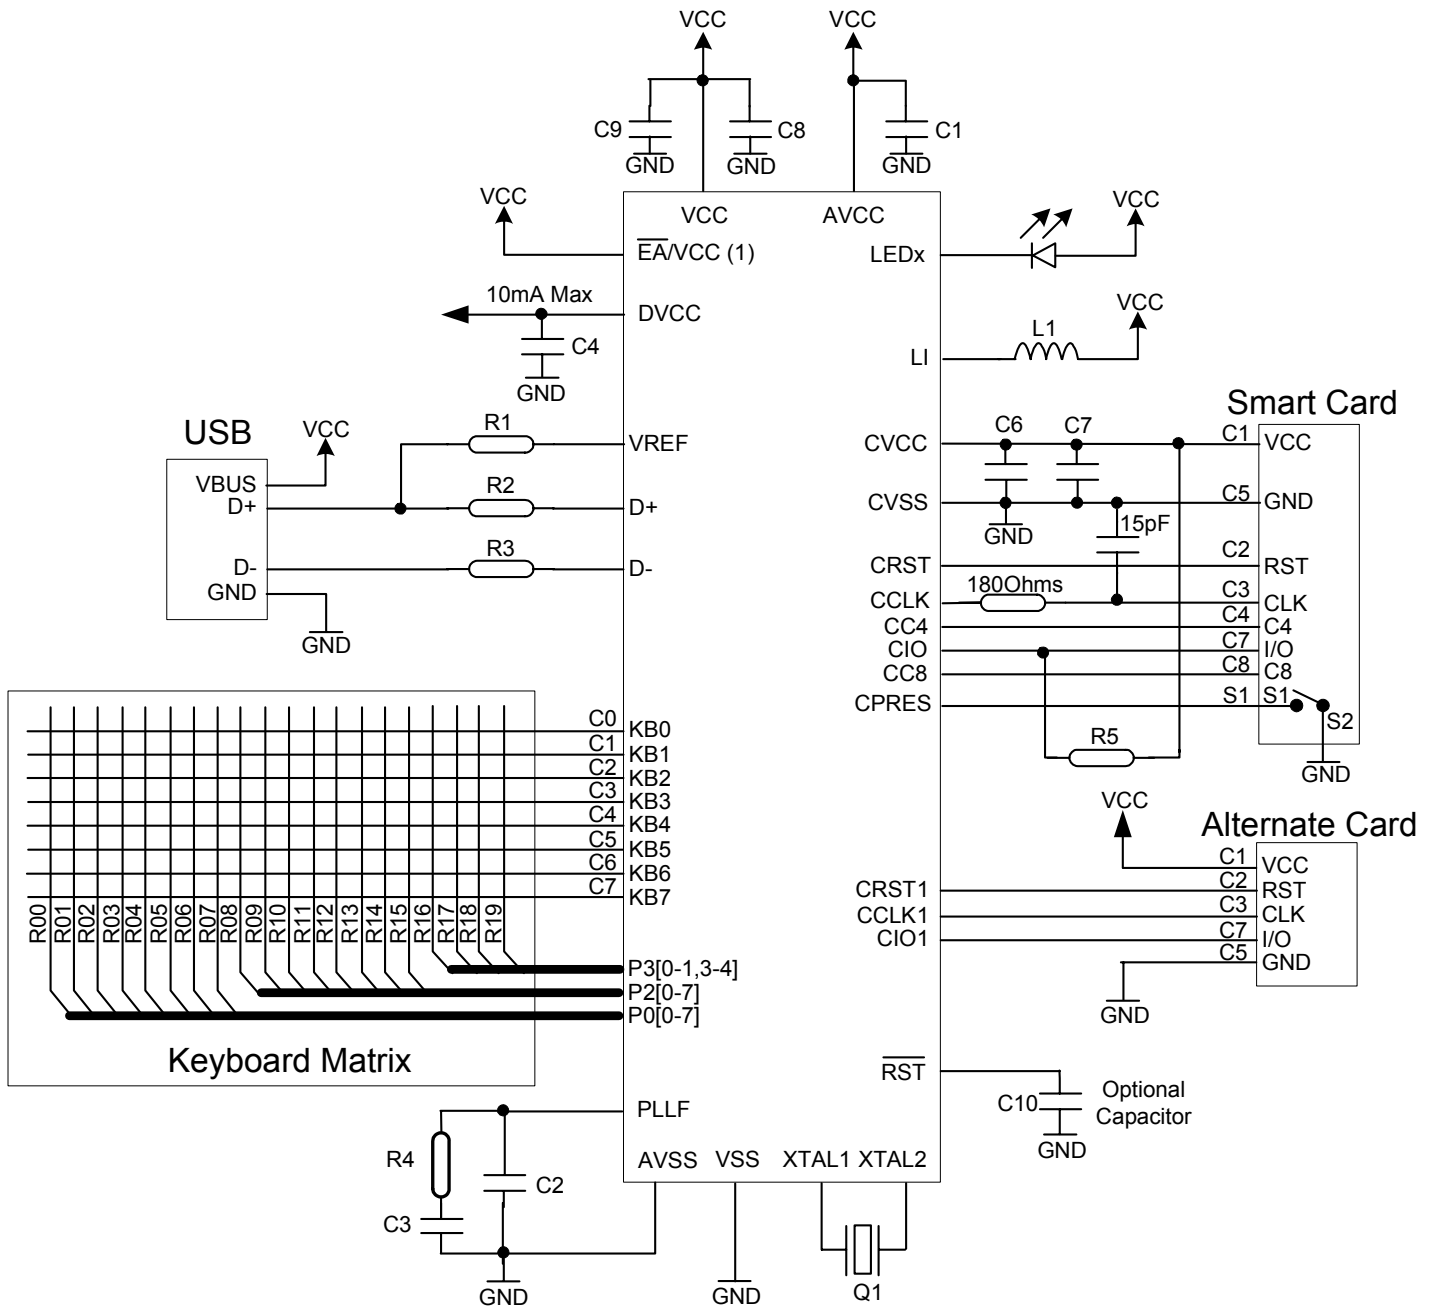 VCC VCC
C9 C8 C1
GND GND GND
VCC VCC AVCC VCC
EA/VCC (1) LEDx
10mA Max DVCC VCC
C4 L1
GND LI
Smart Card
USB VCC R1 VREF CVCC C6 C7 C1 VCC
VBUS
D+ R2 D+ CVSS C5 GND
GND 15pF
D- R3 D- CRST C2 RST
GND 180Ohms
CCLK C3 CLK
GND CC4 C4 C4
CIO C7 I/O
CC8 C8 C8
CPRES S1 S1 S2
R5
GND
C0 KB0
C1 KB1
C2 KB2
C3 KB3
C4 KB4
C5 KB5
C6 KB6
C7 KB7
VCC
Alternate Card
C1 VCC
CRST1 C2 RST
CCLK1 C3 CLK
CIO1 C7 I/O
C5 GND
GND
R00 R01 R02 R03 R04 R05 R06 R07 R08 R09 R10 R11 R12 R13 R14 R15 R16 R17 R18 R19
P3[0-1,3-4]
P2[0-7]
P0[0-7]
Keyboard Matrix
RST
C10 Optional
Capacitor
GND
PLLF
R4 C2
C3
AVSS VSS XTAL1 XTAL2
GND GND Q1